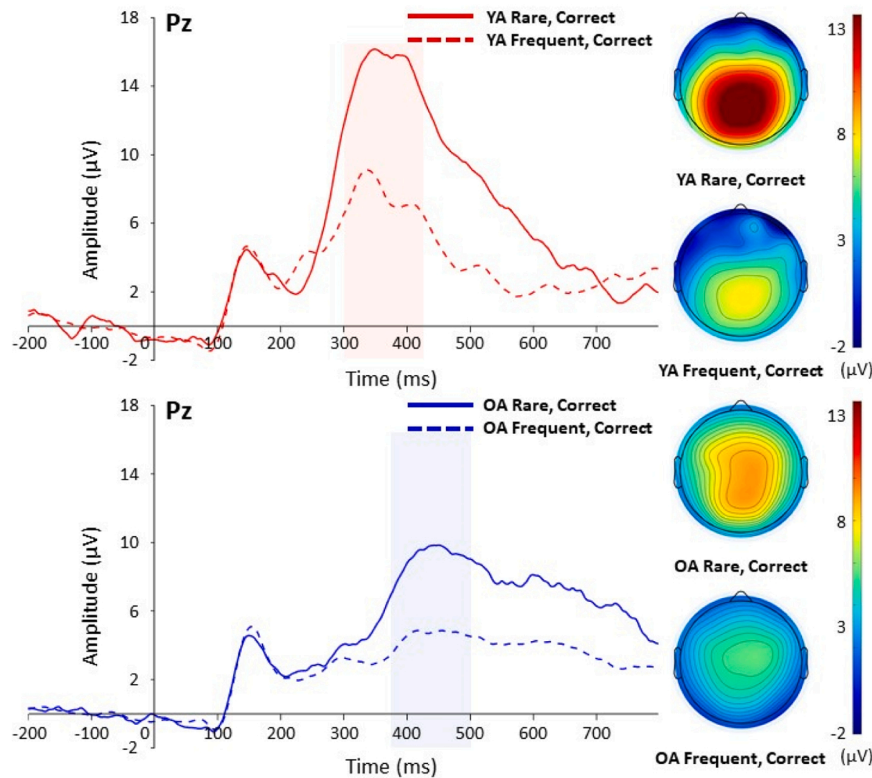 Pz
YA Rare, Correct
YA Frequent, Correct
18
14
10
6
2
-2
Amplitude (µV)
-200 -100 0 100 200 300 400 500 600 700
Time (ms)
YA Rare, Correct
YA Frequent, Correct
13
8
3
-2
(µV)
Pz
OA Rare, Correct
OA Frequent, Correct
18
14
10
6
2
-2
Amplitude (µV)
-200 -100 0 100 200 300 400 500 600 700
Time (ms)
OA Rare, Correct
OA Frequent, Correct
13
8
3
-2
(µV)